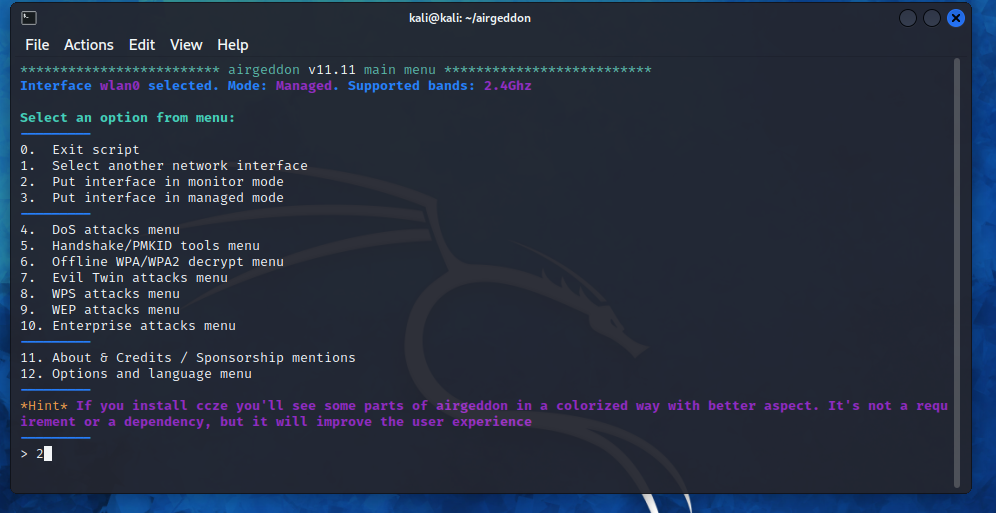 kali@kali: ~/airgeddon
File Actions Edit View Help
************************* airgeddon v11.11 main menu **************************
Interface wlan0 selected. Mode: Managed. Supported bands: 2.4Ghz
Select an option from menu:
---------
0.  Exit script
1.  Select another network interface
2.  Put interface in monitor mode
3.  Put interface in managed mode
---------
4.  DoS attacks menu
5.  Handshake/PMKID tools menu
6.  Offline WPA/WPA2 decrypt menu
7.  Evil Twin attacks menu
8.  WPS attacks menu
9.  WEP attacks menu
10. Enterprise attacks menu
---------
11. About & Credits / Sponsorship mentions
12. Options and language menu
---------
*Hint* If you install ccze you'll see some parts of airgeddon in a colorized way with better aspect. It's not a requ
irement or a dependency, but it will improve the user experience
---------
> 2